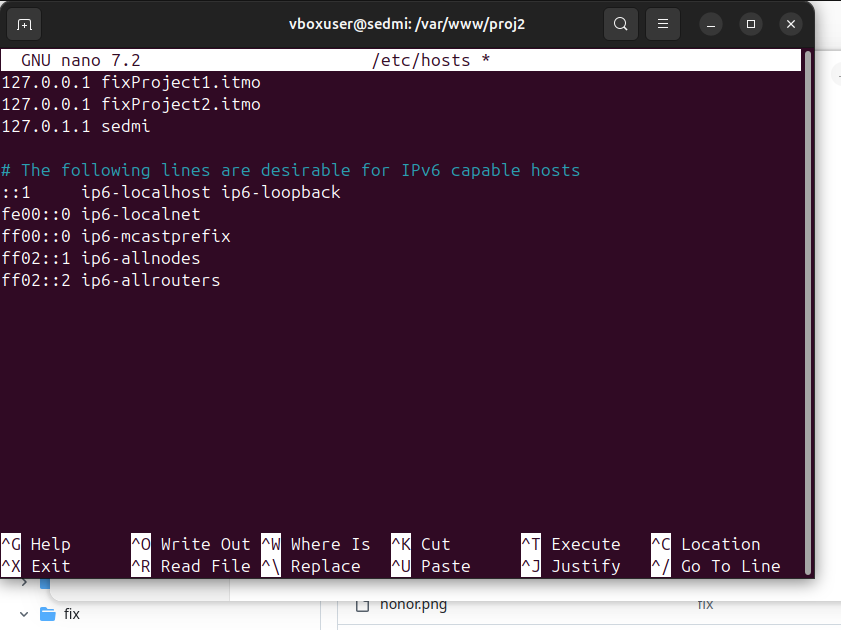 vboxuser@sedmi: /var/www/proj2
GNU nano 7.2 /etc/hosts *
127.0.0.1 fixProject1.itmo
127.0.0.1 fixProject2.itmo
127.0.1.1 sedmi
# The following lines are desirable for IPv6 capable hosts
::1 ip6-localhost ip6-loopback
fe00::0 ip6-localnet
ff00::0 ip6-mcastprefix
ff02::1 ip6-allnodes
ff02::2 ip6-allrouters
^G Help ^O Write Out ^W Where Is ^K Cut ^T Execute ^C Location
^X Exit ^R Read File ^\ Replace ^U Paste ^J Justify ^/ Go To Line
honor.png fix
fix